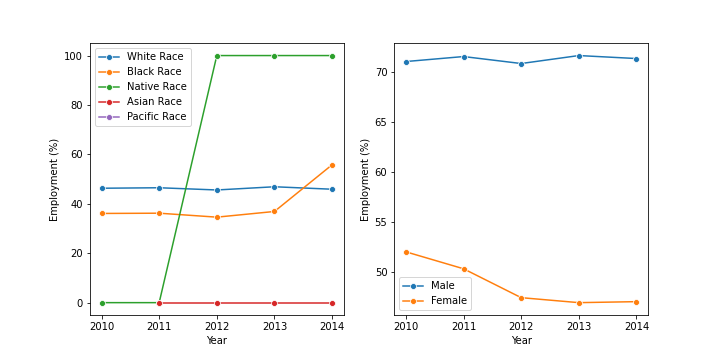 100
80
60
40
20
0
Employment (%)
White Race
Black Race
Native Race
Asian Race
Pacific Race
2010 2011 2012 2013 2014
Year
70
65
60
55
50
Employment (%)
Male
Female
2010 2011 2012 2013 2014
Year